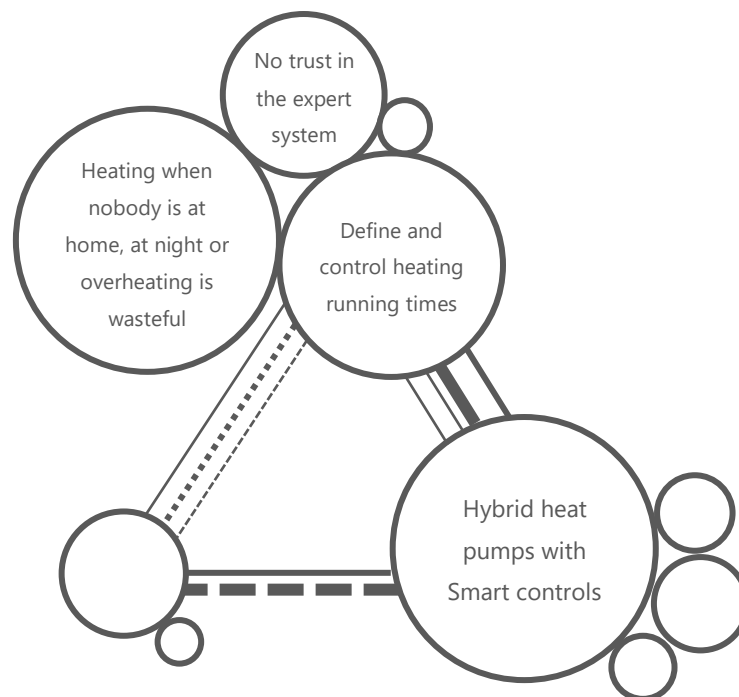 No trust in
the expert
system
Heating when
nobody is at
home, at night or
overheating is
wasteful
Define and
control heating
running times
Hybrid heat
pumps with
Smart controls